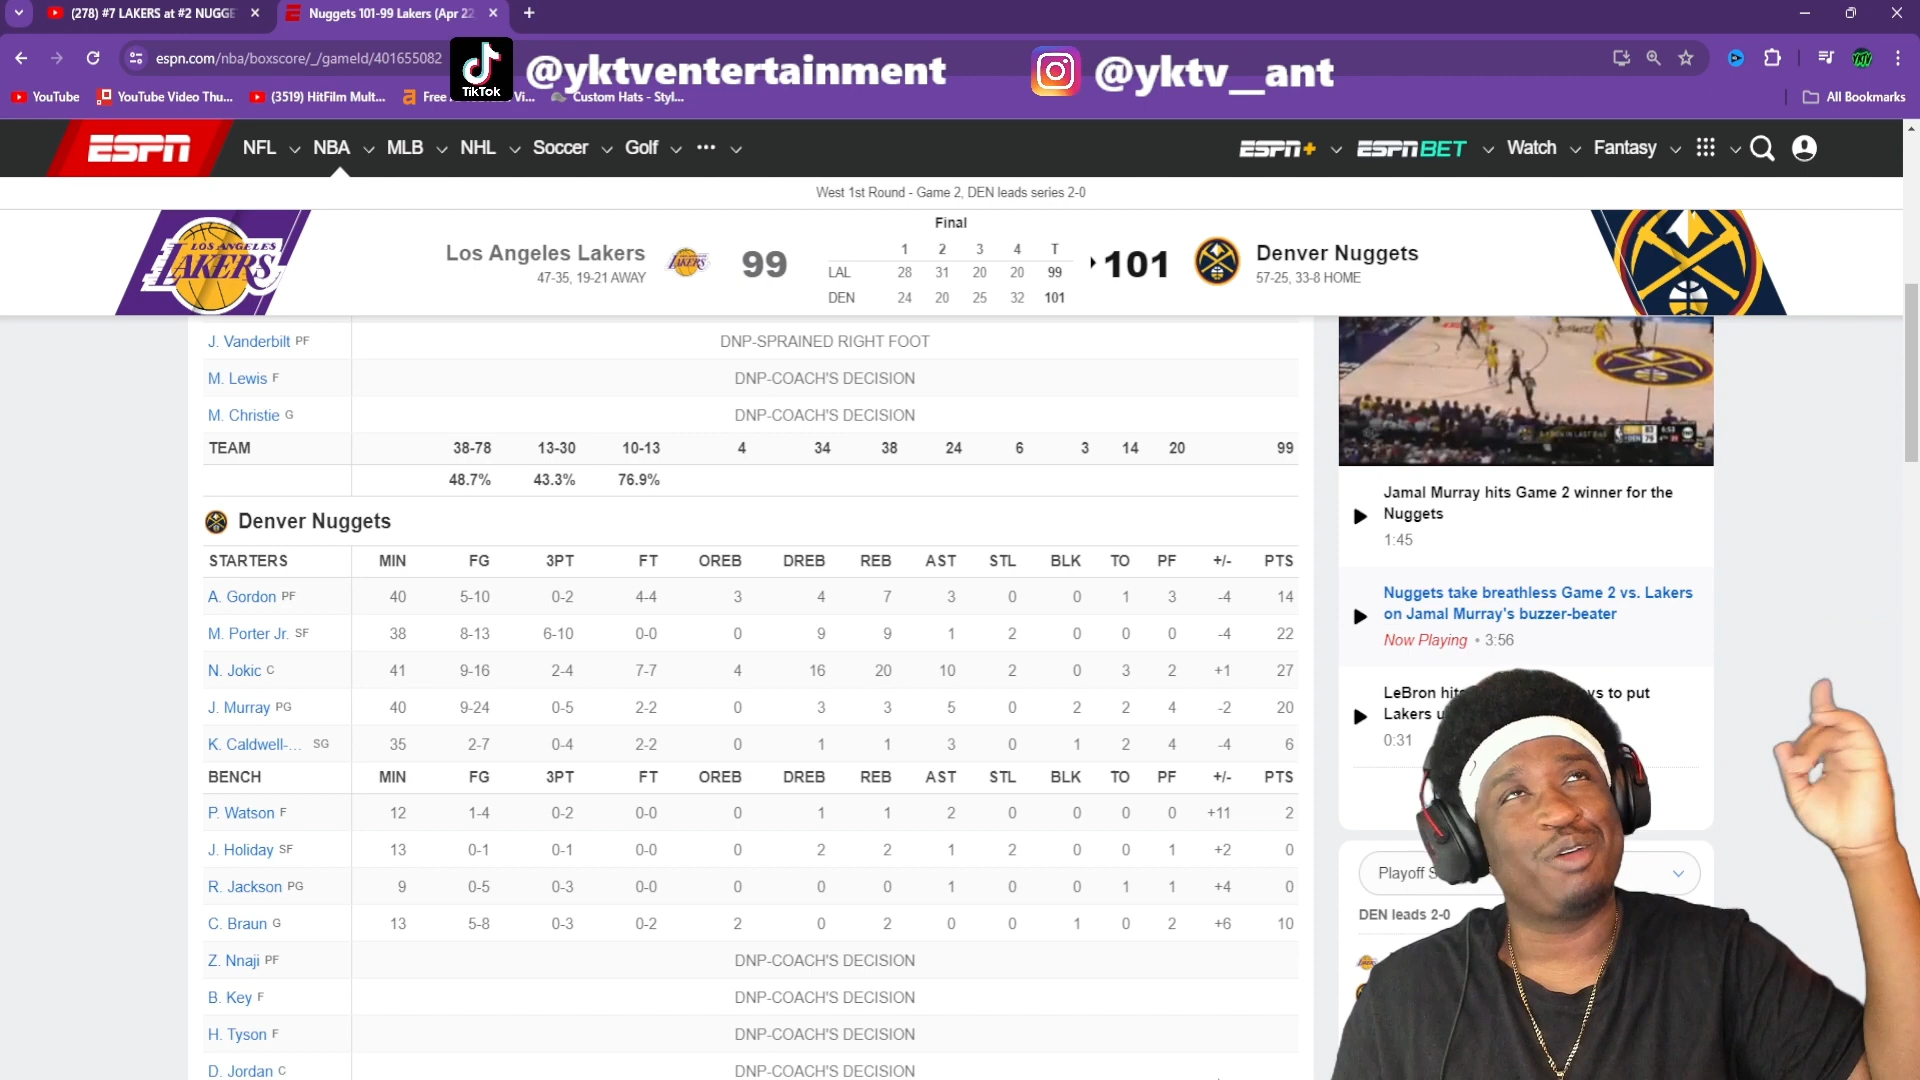 (278) #7 LAKERS at #2 NUGGE
Nuggets 101-99 Lakers (Apr 22
espn.com/nba/boxscore/_/gameId/401655082
TikTok
@yktventertainment
@yktv__ant
YKTV
YouTube
YouTube Video Thu...
(3519) HitFilm Mult...
Free
Vi...
Custom Hats - Styl...
All Bookmarks
ESPN
NFL
NBA
MLB
NHL
Soccer
Golf
ESPN+
ESPN BET
Watch
Fantasy
West 1st Round - Game 2, DEN leads series 2-0
LOS ANGELES
LAKERS
Los Angeles Lakers
47-35, 19-21 AWAY
LAKERS
99
Final
1 2 3 4 T
LAL 28 31 20 20 99
DEN 24 20 25 32 101
101
Denver Nuggets
57-25, 33-8 HOME
J. Vanderbilt PF DNP-SPRAINED RIGHT FOOT
M. Lewis F DNP-COACH'S DECISION
M. Christie G DNP-COACH'S DECISION
TEAM 38-78 13-30 10-13 4 34 38 24 6 3 14 20 99
48.7% 43.3% 76.9%
Denver Nuggets
STARTERS MIN FG 3PT FT OREB DREB REB AST STL BLK TO PF +/- PTS
A. Gordon PF 40 5-10 0-2 4-4 3 4 7 3 0 0 1 3 -4 14
M. Porter Jr. SF 38 8-13 6-10 0-0 0 9 9 1 2 0 0 0 -4 22
N. Jokic C 41 9-16 2-4 7-7 4 16 20 10 2 0 3 2 +1 27
J. Murray PG 40 9-24 0-5 2-2 0 3 3 5 0 2 2 4 -2 20
K. Caldwell-... SG 35 2-7 0-4 2-2 0 1 1 3 0 1 2 4 -4 6
BENCH MIN FG 3PT FT OREB DREB REB AST STL BLK TO PF +/- PTS
P. Watson F 12 1-4 0-2 0-0 0 1 1 2 0 0 0 0 +11 2
J. Holiday SF 13 0-1 0-1 0-0 0 2 2 1 2 0 0 1 +2 0
R. Jackson PG 9 0-5 0-3 0-0 0 0 0 1 0 0 1 1 +4 0
C. Braun G 13 5-8 0-3 0-2 2 0 2 0 0 1 0 2 +6 10
Z. Nnaji PF DNP-COACH'S DECISION
B. Key F DNP-COACH'S DECISION
H. Tyson F DNP-COACH'S DECISION
D. Jordan C DNP-COACH'S DECISION
Jamal Murray hits Game 2 winner for the
Nuggets
1:45
Nuggets take breathless Game 2 vs. Lakers
on Jamal Murray's buzzer-beater
Now Playing • 3:56
LeBron hits
to put
Lakers
0:31
Playoff S
DEN leads 2-0